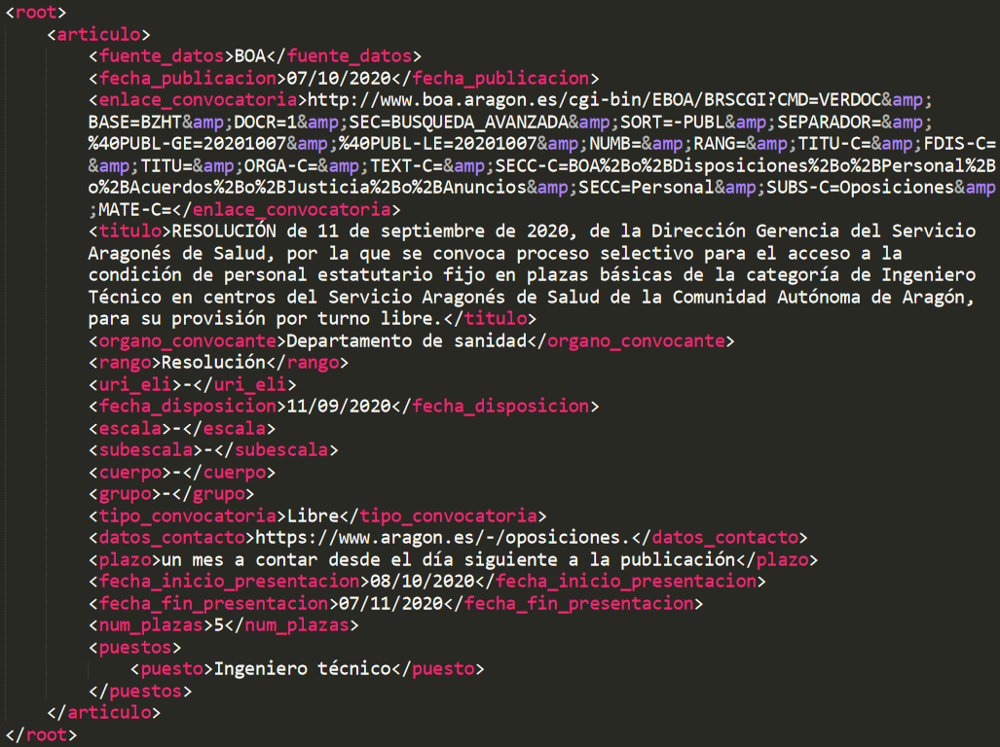 <root>
<articulo>
<fuente_datos>BOA</fuente_datos>
<fecha_publicacion>07/10/2020</fecha_publicacion>
<enlace_convocatoria>http://www.boa.aragon.es/cgi-bin/EBOA/BRSCGI?CMD=VERDOC&amp;
BASE=BZHT&amp;DOCR=1&amp;SEC=BUSQUEDA_AVANZADA&amp;SORT=-PUBL&amp;SEPARADOR=&amp;
%40PUBL-GE=20201007&amp;%40PUBL-LE=20201007&amp;NUMB=&amp;RANG=&amp;TITU-C=&amp;FDIS-C=
&amp;TITU=&amp;ORGA-C=&amp;TEXT-C=&amp;SECC-C=BOA%2Bo%2BDisposiciones%2Bo%2BPersonal%2B
o%2BAcuerdos%2Bo%2BJusticia%2Bo%2BAnuncios&amp;SECC=Personal&amp;SUBS-C=Oposiciones&amp
;MATE-C=</enlace_convocatoria>
<titulo>RESOLUCIÓN de 11 de septiembre de 2020, de la Dirección Gerencia del Servicio
Aragonés de Salud, por la que se convoca proceso selectivo para el acceso a la
condición de personal estatutario fijo en plazas básicas de la categoría de Ingeniero
Técnico en centros del Servicio Aragonés de Salud de la Comunidad Autónoma de Aragón,
para su provisión por turno libre.</titulo>
<organo_convocante>Departamento de sanidad</organo_convocante>
<rango>Resolución</rango>
<uri_eli>-</uri_eli>
<fecha_disposicion>11/09/2020</fecha_disposicion>
<escala>-</escala>
<subescala>-</subescala>
<cuerpo>-</cuerpo>
<grupo>-</grupo>
<tipo_convocatoria>Libre</tipo_convocatoria>
<datos_contacto>https://www.aragon.es/-/oposiciones.</datos_contacto>
<plazo>un mes a contar desde el día siguiente a la publicación</plazo>
<fecha_inicio_presentacion>08/10/2020</fecha_inicio_presentacion>
<fecha_fin_presentacion>07/11/2020</fecha_fin_presentacion>
<num_plazas>5</num_plazas>
<puestos>
<puesto>Ingeniero técnico</puesto>
</puestos>
</articulo>
</root>